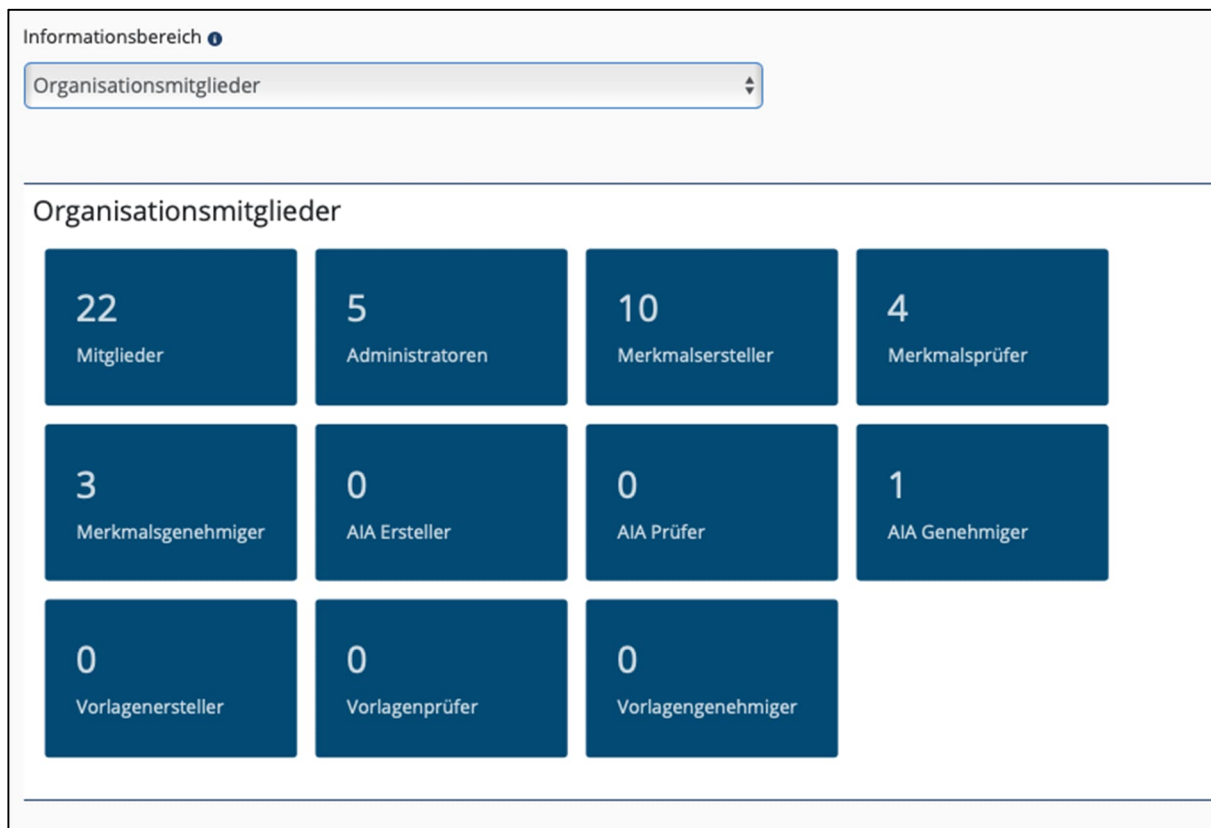 Informationsbereich
Organisationsmitglieder
Organisationsmitglieder
22
Mitglieder
5
Administratoren
10
Merkmalsersteller
4
Merkmalsprüfer
3
Merkmalsgenehmiger
0
AIA Ersteller
0
AIA Prüfer
1
AIA Genehmiger
0
Vorlagenersteller
0
Vorlagenprüfer
0
Vorlagengenehmiger